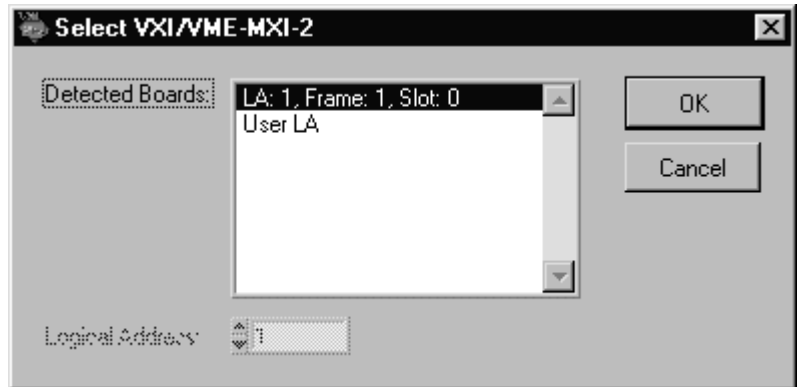 Select VXI/VME-MXI-2
Detected Boards:
LA: 1, Frame: 1, Slot: 0
User LA
OK
Cancel
Logical Address:
1